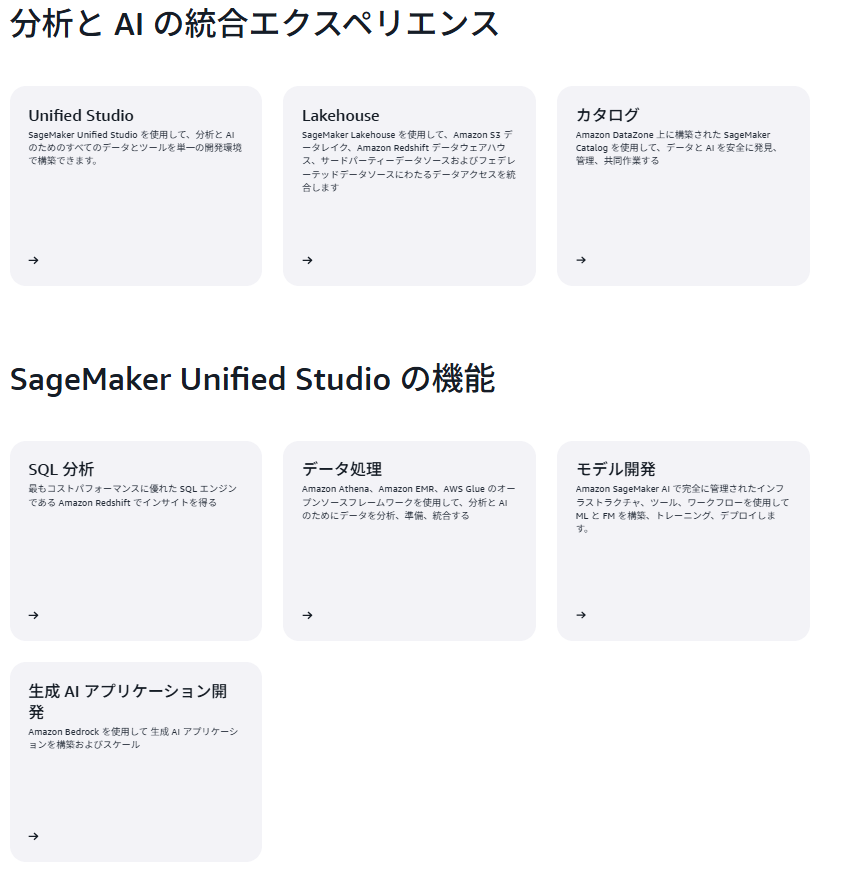 分析と AI の統合エクスペリエンス
Unified Studio
SageMaker Unified Studio を使用して、分析と AI
のためのすべてのデータとツールを単一の開発環境
で構築できます。
→
Lakehouse
SageMaker Lakehouse を使用して、Amazon S3 デ
ータレイク、Amazon Redshift データウェアハウ
ス、サードパーティーデータソースおよびフェデレ
ーテッドデータソースにわたるデータアクセスを統
合します
→
カタログ
Amazon DataZone 上に構築された SageMaker
Catalog を使用して、データと AI を安全に発見、
管理、共同作業する
→
SageMaker Unified Studio の機能
SQL 分析
最もコストパフォーマンスに優れた SQL エンジン
である Amazon Redshift でインサイトを得る
→
データ処理
Amazon Athena、Amazon EMR、AWS Glue のオー
プンソースフレームワークを使用して、分析と AI
のためにデータを分析、準備、統合する
→
モデル開発
Amazon SageMaker AI で完全に管理されたインフ
ラストラクチャ、ツール、ワークフローを使用して
ML と FM を構築、トレーニング、デプロイしま
す。
→
生成 AI アプリケーション開
発
Amazon Bedrock を使用して 生成 AI アプリケーシ
ョンを構築およびスケール
→